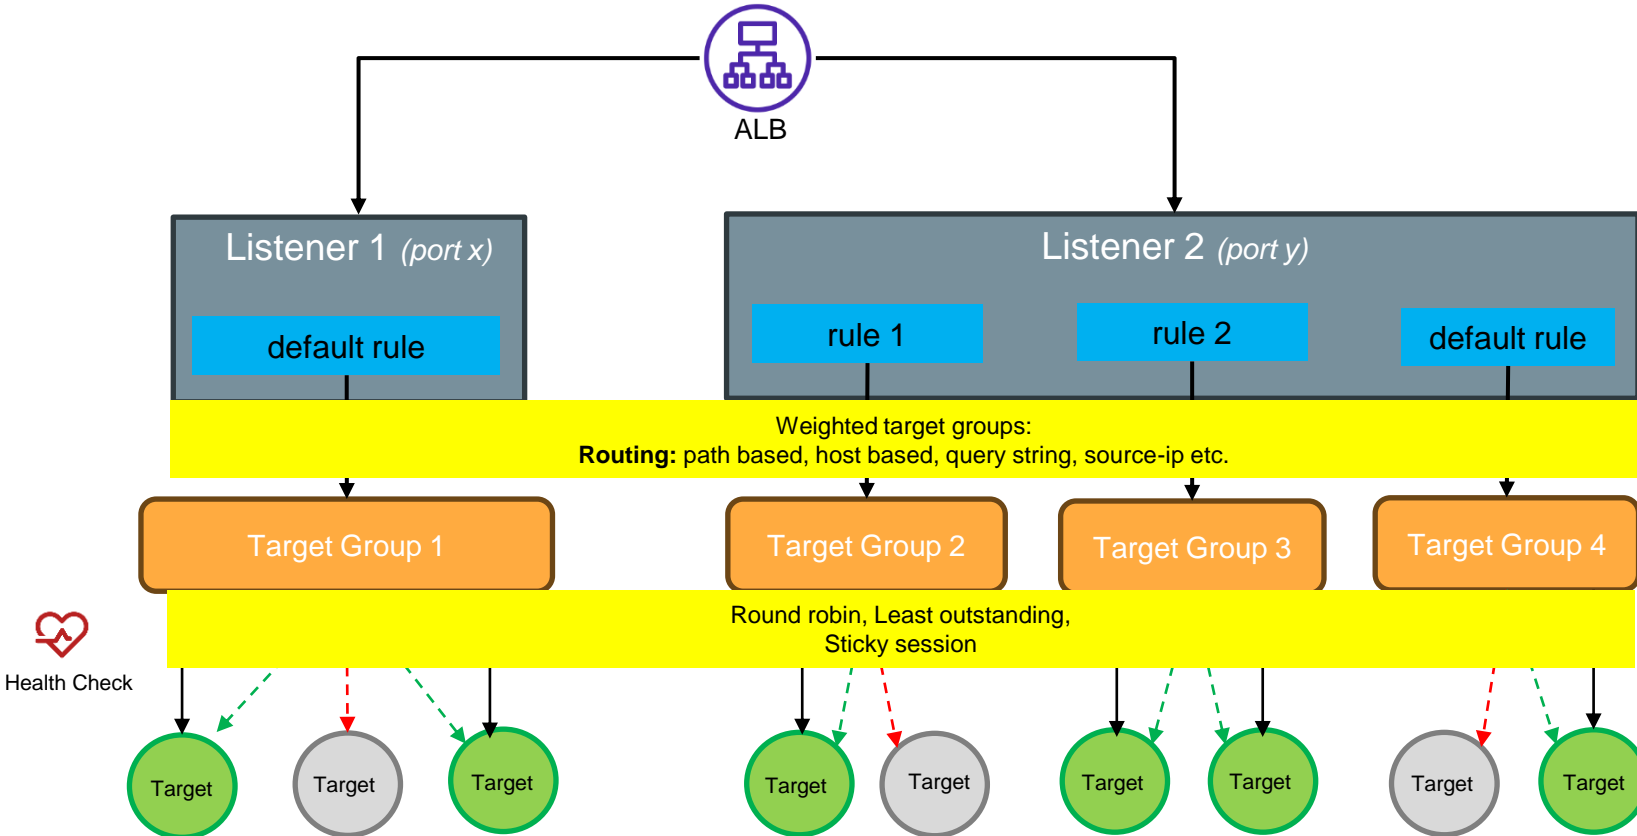 ALB
Listener 1 (port x)
Listener 2 (port y)
default rule
rule 1
rule 2
default rule
Weighted target groups:
Routing: path based, host based, query string, source-ip etc.
Target Group 1
Target Group 2
Target Group 3
Target Group 4
Round robin, Least outstanding,
Sticky session
Health Check
Target
Target
Target
Target
Target
Target
Target
Target
Target